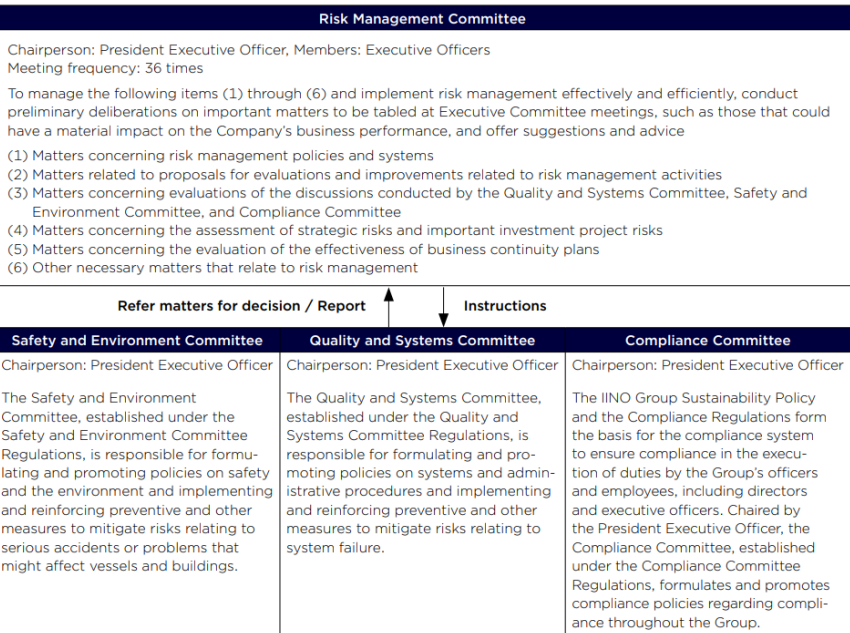 Risk Management Committee
Chairperson: President Executive Officer, Members: Executive Officers
Meeting frequency: 36 times
To manage the following items (1) through (6) and implement risk management effectively and efficiently, conduct
preliminary deliberations on important matters to be tabled at Executive Committee meetings, such as those that could
have a material impact on the Company's business performance, and offer suggestions and advice
(1) Matters concerning risk management policies and systems
(2) Matters related to proposals for evaluations and improvements related to risk management activities
(3) Matters concerning evaluations of the discussions conducted by the Quality and Systems Committee, Safety and
Environment Committee, and Compliance Committee
(4) Matters concerning the assessment of strategic risks and important investment project risks
(5) Matters concerning the evaluation of the effectiveness of business continuity plans
(6) Other necessary matters that relate to risk management
Refer matters for decision / Report
Instructions
Safety and Environment Committee
Chairperson: President Executive Officer
The Safety and Environment
Committee, established under the
Safety and Environment Committee
Regulations, is responsible for formu-
lating and promoting policies on safety
and the environment and implementing
and reinforcing preventive and other
measures to mitigate risks relating to
serious accidents or problems that
might affect vessels and buildings.
Quality and Systems Committee
Chairperson: President Executive Officer
The Quality and Systems Committee,
established under the Quality and
Systems Committee Regulations, is
responsible for formulating and pro-
moting policies on systems and admin-
istrative procedures and implementing
and reinforcing preventive and other
measures to mitigate risks relating to
system failure.
Compliance Committee
Chairperson: President Executive Officer
The IINO Group Sustainability Policy
and the Compliance Regulations form
the basis for the compliance system
to ensure compliance in the execu-
tion of duties by the Group's officers
and employees, including directors
and executive officers. Chaired by
the President Executive Officer, the
Compliance Committee, established
under the Compliance Committee
Regulations, formulates and promotes
compliance policies regarding compli-
ance throughout the Group.